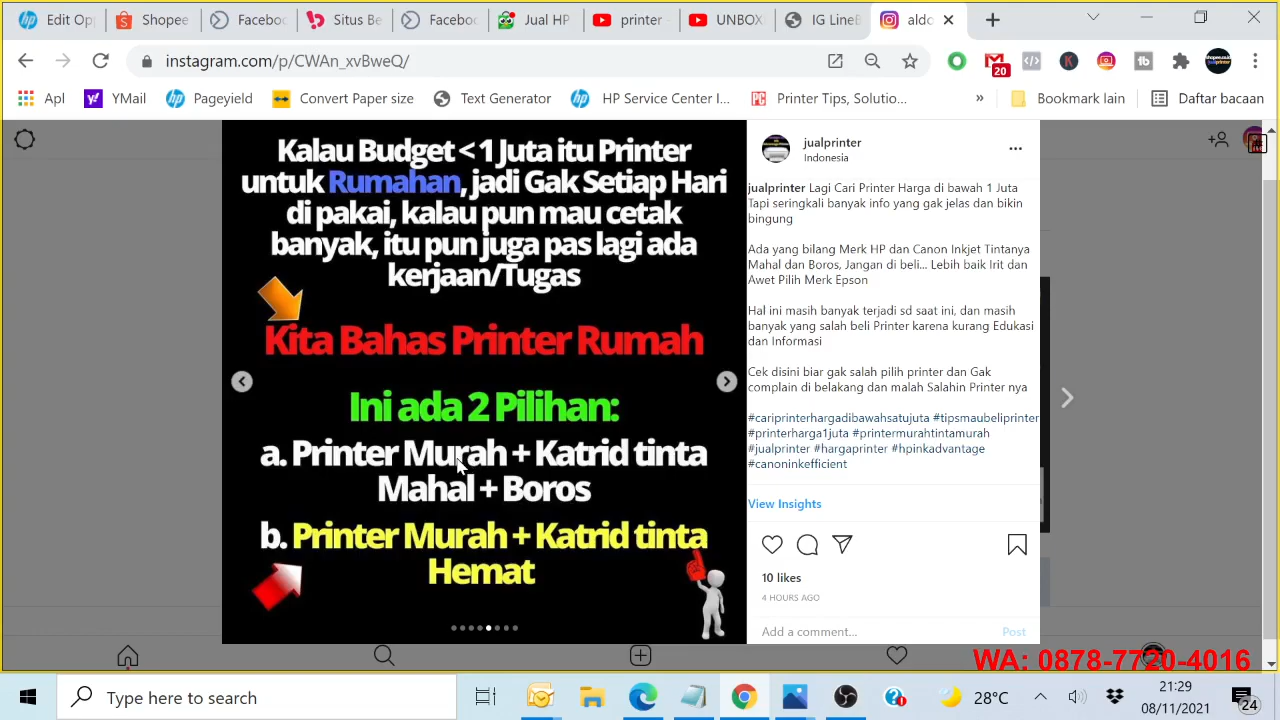 Edit Op
Shopee
Facebo
Situs Be
Facebo
Jual HP
printer
UNBOX
IG LineB
aldo
instagram.com/p/CWAn_xvBweQ/
20
Apl
YMail
Pageyield
Convert Paper size
Text Generator
HP Service Center I...
Printer Tips, Solutio...
»
Bookmark lain
Daftar bacaan
Kalau Budget < 1 Juta itu Printer
untuk Rumahan, jadi Gak Setiap Hari
di pakai, kalau pun mau cetak
banyak, itu pun juga pas lagi ada
kerjaan/Tugas
Kita Bahas Printer Rumah
Ini ada 2 Pilihan:
a. Printer Murah + Katrid tinta
Mahal + Boros
b. Printer Murah + Katrid tinta
Hemat
jualprinter
Indonesia
jualprinter Lagi Cari Printer Harga di bawah 1 Juta
Tapi seringkali banyak info yang gak jelas dan bikin
bingung
Ada yang bilang Merk HP dan Canon Inkjet Tintanya
Mahal dan Boros, Jangan di beli... Lebih baik Irit dan
Awet Pilih Merk Epson
Hal ini masih banyak terjadi sd saat ini, dan masih
banyak yang salah beli Printer karena kurang Edukasi
dan Informasi
Cek disini biar gak salah pilih printer dan Gak
complain di belakang dan malah Salahin Printer nya
#cariprinterhargadibawahsatujuta #tipsmaubeliprinter
#printerharga1juta #printermurahtintamurah
#jualprinter #hargaprinter #hpinkadvantage
#canoninkefficient
View Insights
10 likes
4 HOURS AGO
Add a comment...
Post
WA: 0878-7720-4016
Type here to search
28°C
21:29
08/11/2021
24